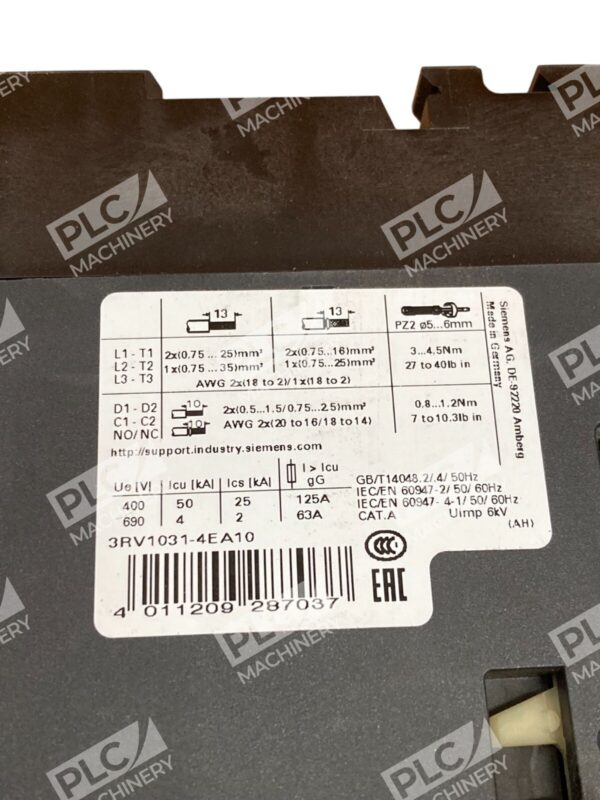 13 13
PZ2 ø5...6mm
L1 - T1 2x(0.75 ... 25)mm² 2x(0.75...16)mm² 3...4,5Nm
L2 - T2 1x(0.75 ... 35)mm² 1x(0.75...25)mm² 27 to 40lb in
L3 - T3 AWG 2x(18 to 2)/1x(18 to 2)
D1 - D2 10 2x(0.5...1.5/0.75...2.5)mm² 0.8...1.2Nm
C1 - C2 10 AWG 2x(20 to 16/18 to 14) 7 to 10.3lb in
NO/NC
http://support.industry.siemens.com
Ue [V] Icu [kA] Ics [kA] I > Icu
gG
400 50 25 125A
690 4 2 63A
GB/T14048.2/.4/ 50Hz
IEC/EN 60947-2/ 50/ 60Hz
IEC/EN 60947- 4-1/ 50/ 60Hz
CAT.A Uimp 6kV
(AH)
3RV1031-4EA10
4 011209 287037
CCC
EAC
Siemens AG, DE-92220 Amberg
Made in Germany
PLC
MACHINERY